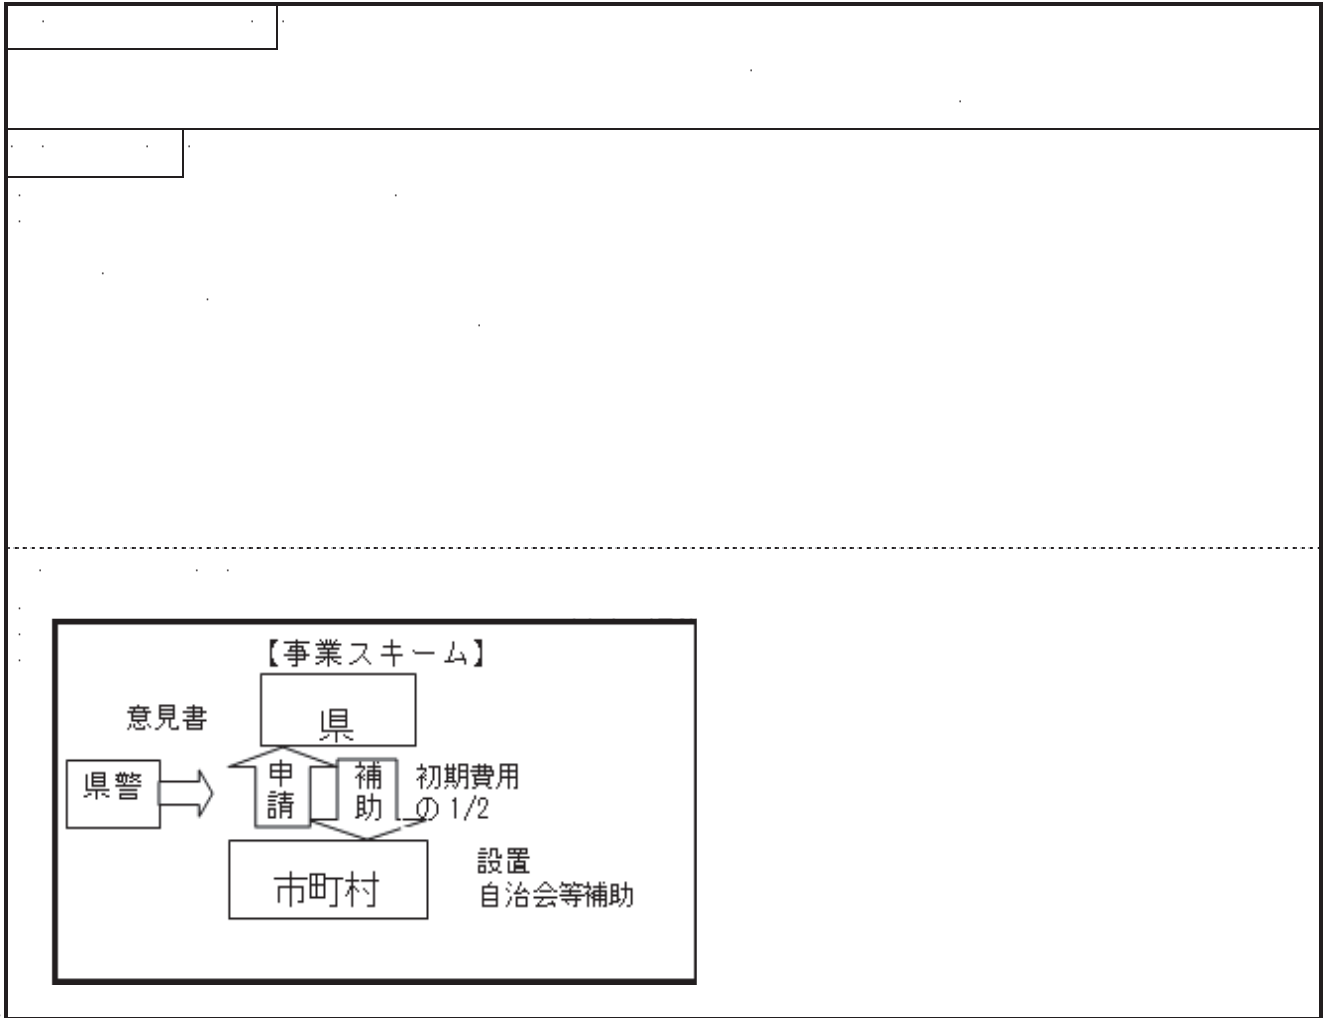 【事業スキーム】
県
意見書
県警
申請
補助
初期費用
の 1/2
市町村
設置
自治会等補助